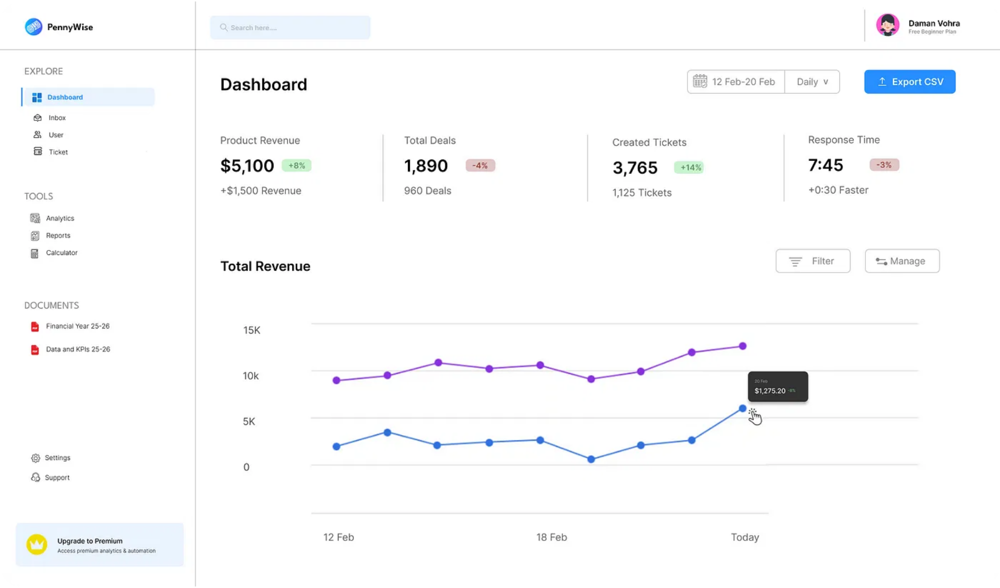 PennyWise
Search here....
Daman Vohra
Free Beginner Plan
EXPLORE
Dashboard
Inbox
User
Ticket
TOOLS
Analytics
Reports
Calculator
DOCUMENTS
PDF
Financial Year 25-26
PDF
Data and KPIs 25-26
Settings
Support
Upgrade to Premium
Access premium analytics & automation
Dashboard
12 Feb-20 Feb
Daily
Export CSV
Product Revenue
$5,100 +8%
+$1,500 Revenue
Total Deals
1,890 -4%
960 Deals
Created Tickets
3,765 +14%
1,125 Tickets
Response Time
7:45 -3%
+0:30 Faster
Total Revenue
Filter
Manage
15K
10k
5K
0
20 Feb
$1,275.20 -8%
12 Feb
18 Feb
Today